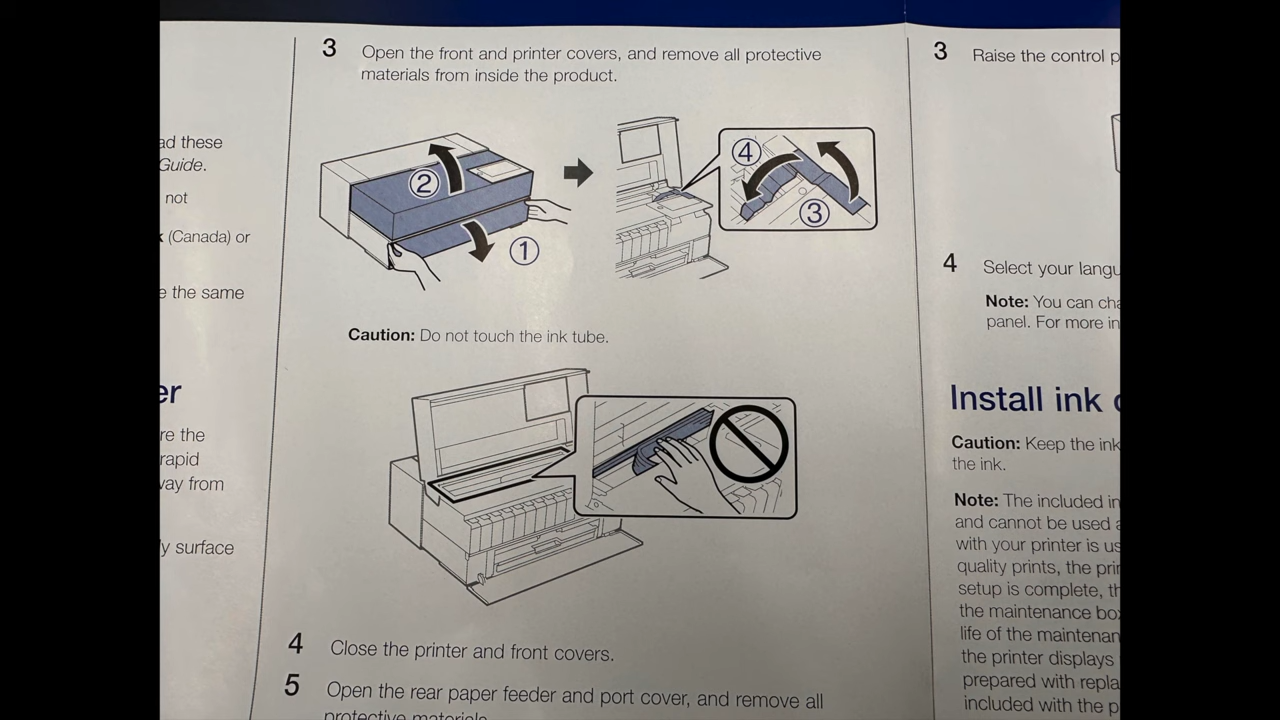 ad these
Guide.
not
(Canada) or
e the same
er
re the
rapid
way from
y surface
3 Open the front and printer covers, and remove all protective
materials from inside the product.
2
1
4
3
Caution: Do not touch the ink tube.
4 Close the printer and front covers.
5 Open the rear paper feeder and port cover, and remove all
protective materials
3 Raise the control p
4 Select your langu
Note: You can cha
panel. For more in
Install ink c
Caution: Keep the ink
the ink.
Note: The included in
and cannot be used a
with your printer is us
quality prints, the prin
setup is complete, th
the maintenance box
life of the maintenan
the printer displays
prepared with repla
included with the p